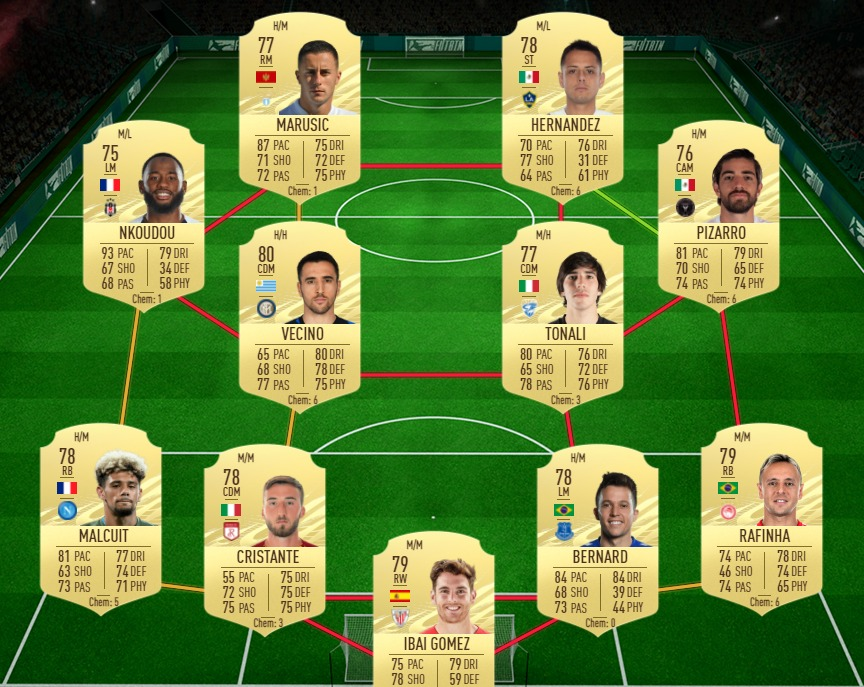 H/M
77
RM
MARUSIC
87 PAC 75 DRI
71 SHO 72 DEF
72 PAS 75 PHY
Chem: 1
M/L
78
ST
HERNANDEZ
70 PAC 76 DRI
77 SHO 31 DEF
64 PAS 61 PHY
Chem: 6
M/L
75
LM
NKOUDOU
93 PAC 79 DRI
67 SHO 34 DEF
68 PAS 58 PHY
Chem: 1
H/M
76
CAM
PIZARRO
81 PAC 79 DRI
70 SHO 65 DEF
74 PAS 74 PHY
Chem: 6
H/H
80
CDM
VECINO
65 PAC 80 DRI
68 SHO 78 DEF
77 PAS 75 PHY
Chem: 6
M/H
77
CDM
TONALI
80 PAC 76 DRI
65 SHO 72 DEF
78 PAS 76 PHY
Chem: 3
H/M
78
RB
MALCUIT
81 PAC 77 DRI
63 SHO 74 DEF
73 PAS 71 PHY
Chem: 5
M/M
78
CDM
CRISTANTE
55 PAC 75 DRI
72 SHO 75 DEF
75 PAS 75 PHY
Chem: 3
M/M
78
LM
BERNARD
84 PAC 84 DRI
68 SHO 39 DEF
73 PAS 44 PHY
Chem: 0
M/M
79
RB
RAFINHA
74 PAC 78 DRI
46 SHO 74 DEF
74 PAS 65 PHY
Chem: 6
M/M
79
RW
IBAI GOMEZ
75 PAC 79 DRI
78 SHO 59 DEF